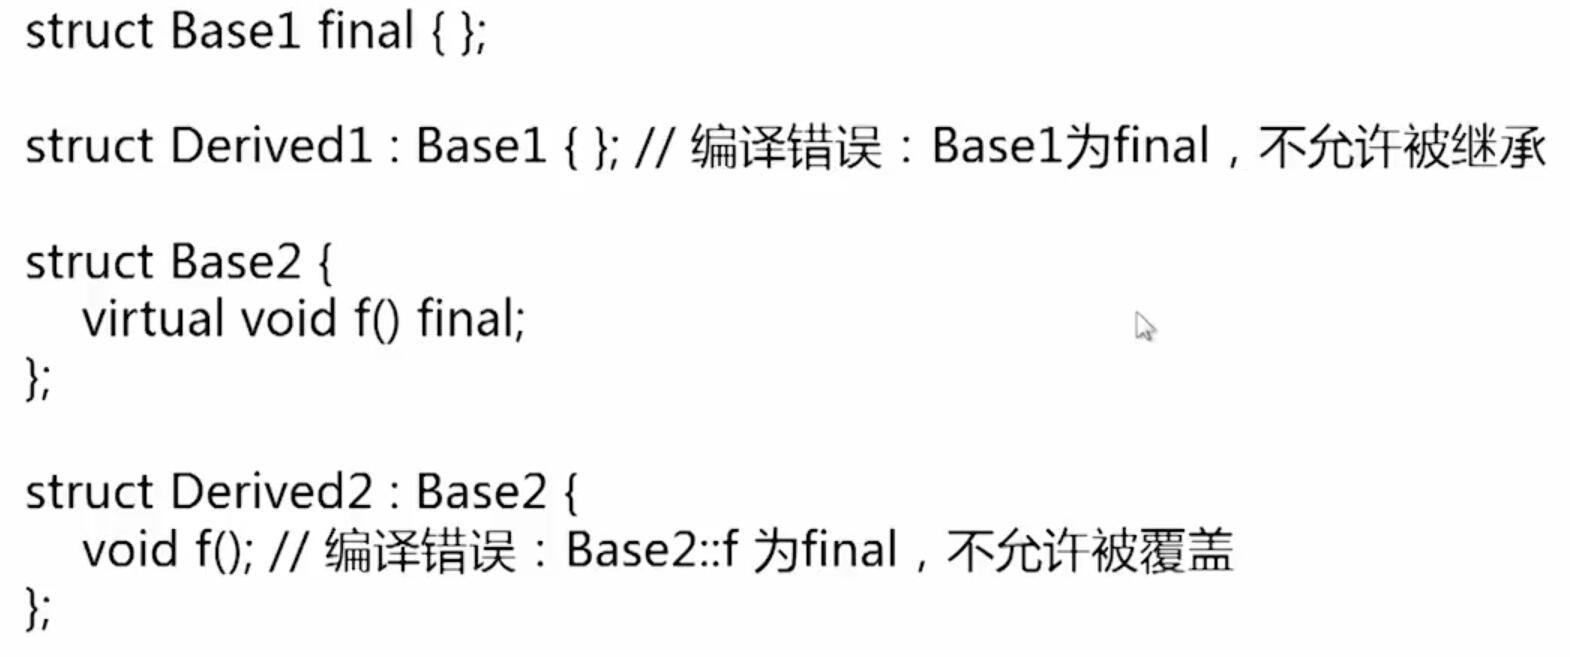 struct Base1 final { };
struct Derived1 : Base1 { }; // 编译错误：Base1为final，不允许被继承
struct Base2 {
    virtual void f() final;
};
struct Derived2 : Base2 {
    void f(); // 编译错误：Base2::f 为final，不允许被覆盖
};